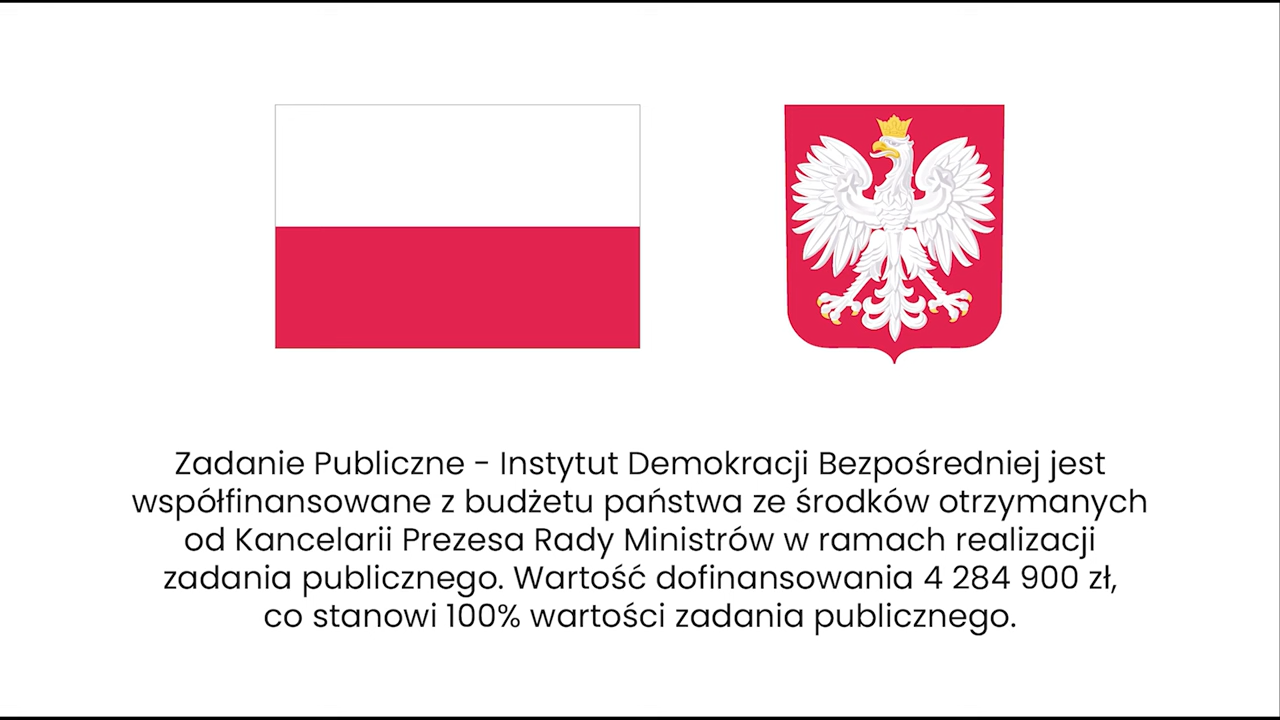 Zadanie Publiczne - Instytut Demokracji Bezpośredniej jest
współfinansowane z budżetu państwa ze środków otrzymanych
od Kancelarii Prezesa Rady Ministrów w ramach realizacji
zadania publicznego. Wartość dofinansowania 4 284 900 zł,
co stanowi 100% wartości zadania publicznego.